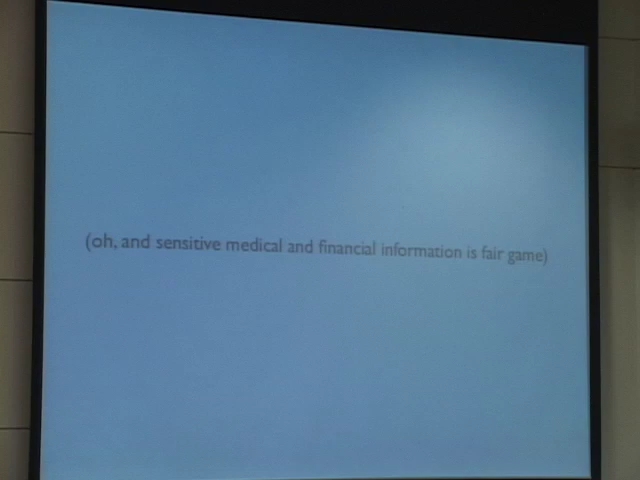 (oh, and sensitive medical and financial information is fair game)